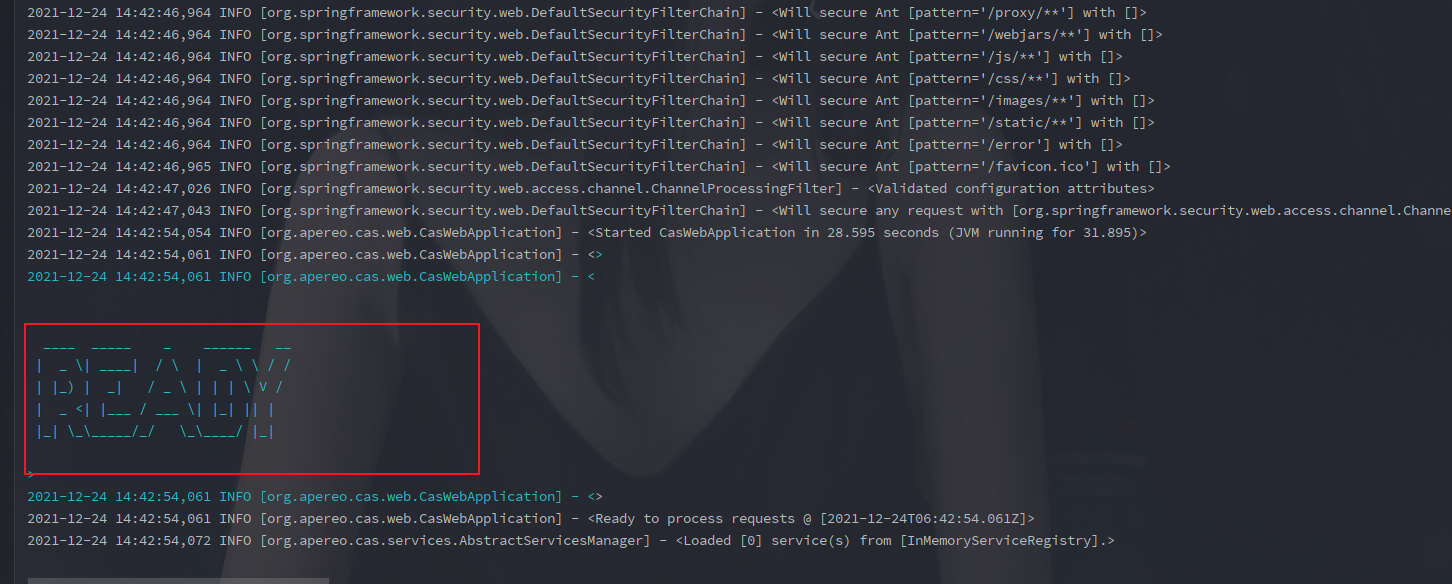 2021-12-24 14:42:46,964 INFO [org.springframework.security.web.DefaultSecurityFilterChain] - <Will secure Ant [pattern='/proxy/**'] with []>
2021-12-24 14:42:46,964 INFO [org.springframework.security.web.DefaultSecurityFilterChain] - <Will secure Ant [pattern='/webjars/**'] with []>
2021-12-24 14:42:46,964 INFO [org.springframework.security.web.DefaultSecurityFilterChain] - <Will secure Ant [pattern='/js/**'] with []>
2021-12-24 14:42:46,964 INFO [org.springframework.security.web.DefaultSecurityFilterChain] - <Will secure Ant [pattern='/css/**'] with []>
2021-12-24 14:42:46,964 INFO [org.springframework.security.web.DefaultSecurityFilterChain] - <Will secure Ant [pattern='/images/**'] with []>
2021-12-24 14:42:46,964 INFO [org.springframework.security.web.DefaultSecurityFilterChain] - <Will secure Ant [pattern='/static/**'] with []>
2021-12-24 14:42:46,964 INFO [org.springframework.security.web.DefaultSecurityFilterChain] - <Will secure Ant [pattern='/error'] with []>
2021-12-24 14:42:46,965 INFO [org.springframework.security.web.DefaultSecurityFilterChain] - <Will secure Ant [pattern='/favicon.ico'] with []>
2021-12-24 14:42:47,026 INFO [org.springframework.security.web.access.channel.ChannelProcessingFilter] - <Validated configuration attributes>
2021-12-24 14:42:47,043 INFO [org.springframework.security.web.DefaultSecurityFilterChain] - <Will secure any request with [org.springframework.security.web.access.channel.Channe
2021-12-24 14:42:54,054 INFO [org.apereo.cas.web.CasWebApplication] - <Started CasWebApplication in 28.595 seconds (JVM running for 31.895)>
2021-12-24 14:42:54,061 INFO [org.apereo.cas.web.CasWebApplication] - <>
2021-12-24 14:42:54,061 INFO [org.apereo.cas.web.CasWebApplication] - <
READY
>
2021-12-24 14:42:54,061 INFO [org.apereo.cas.web.CasWebApplication] - <>
2021-12-24 14:42:54,061 INFO [org.apereo.cas.web.CasWebApplication] - <Ready to process requests @ [2021-12-24T06:42:54.061Z]>
2021-12-24 14:42:54,072 INFO [org.apereo.cas.services.AbstractServicesManager] - <Loaded [0] service(s) from [InMemoryServiceRegistry].>